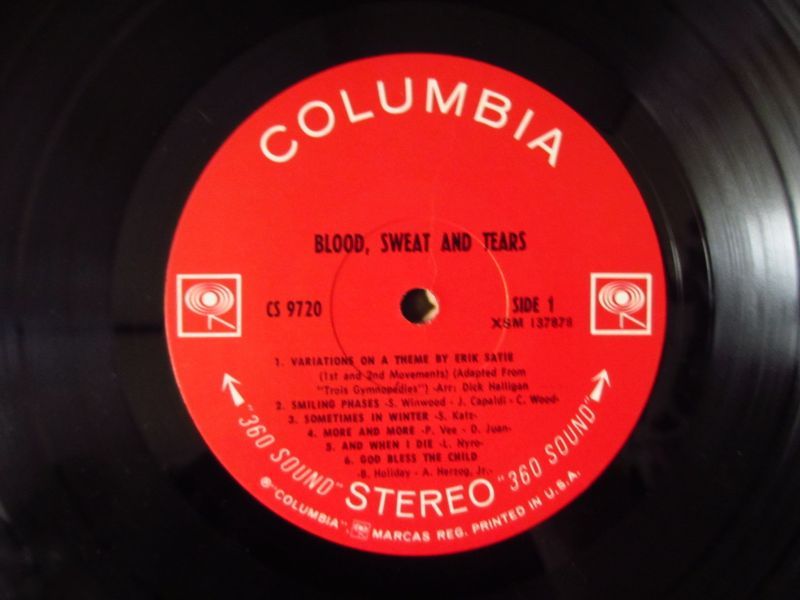 COLUMBIA
BLOOD, SWEAT AND TEARS
CS 9720
SIDE 1
XSM 137878
1. VARIATIONS ON A THEME BY ERIK SATIE
(1st and 2nd Movements) (Adapted From
"Trois Gymnopedies") -Arr: Dick Halligan
2. SMILING PHASES -S. Winwood - J. Capaldi - C. Wood-
3. SOMETIMES IN WINTER -S. Katz-
4. MORE AND MORE -P. Vee - D. Juan-
5. AND WHEN I DIE -L. Nyro-
6. GOD BLESS THE CHILD
-B. Holiday - A. Herzog, Jr.-
"360 SOUND" STEREO "360 SOUND"
℗ "COLUMBIA", MARCAS REG. PRINTED IN U.S.A.